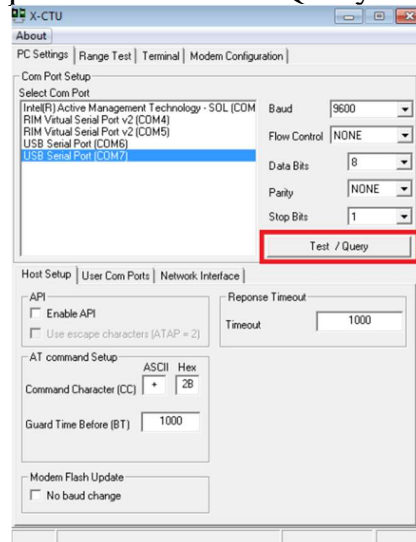 X-CTU
About
PC Settings | Range Test | Terminal | Modem Configuration
Com Port Setup
Select Com Port
Intel(R) Active Management Technology - SOL (COM
RIM Virtual Serial Port v2 (COM4)
RIM Virtual Serial Port v2 (COM5)
USB Serial Port (COM6)
USB Serial Port (COM7)
Baud 9600
Flow Control NONE
Data Bits 8
Parity NONE
Stop Bits 1
Test / Query
Host Setup | User Com Ports | Network Interface
API
Enable API
Use escape characters (ATAP = 2)
Reponse Timeout
Timeout 1000
AT command Setup
ASCII Hex
Command Character (CC) + 2B
Guard Time Before (BT) 1000
Modem Flash Update
No baud change